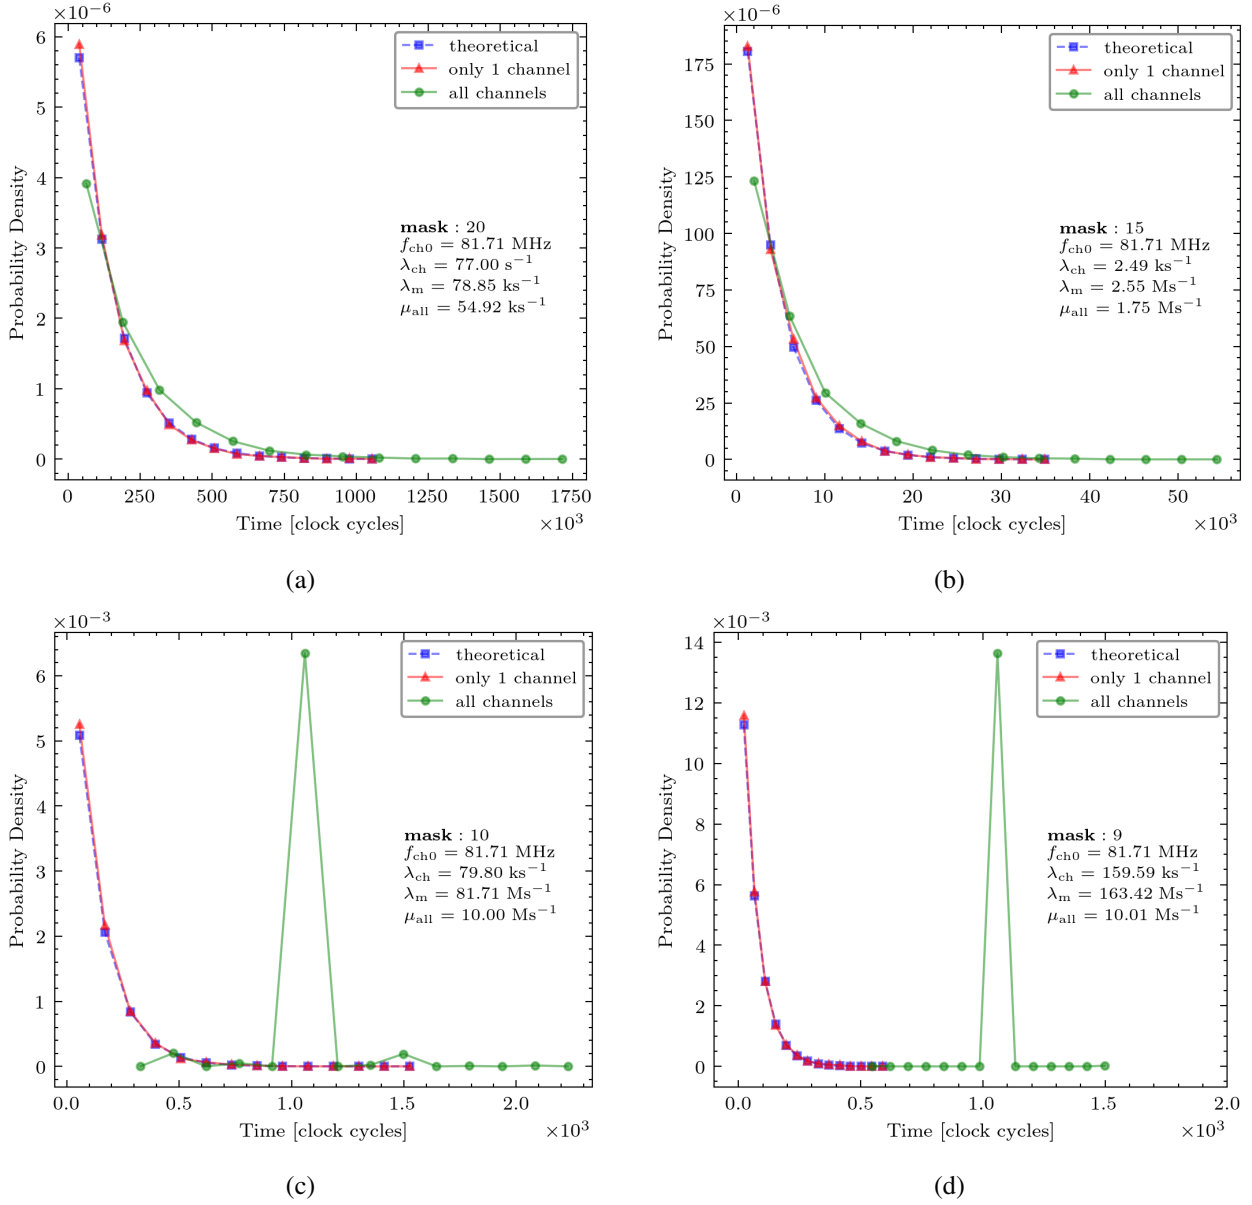 ×10⁻⁶
6
5
4
3
2
1
0
Probability Density
theoretical
only 1 channel
all channels
mask : 20
f_ch0 = 81.71 MHz
λ_ch = 77.00 s⁻¹
λ_m = 78.85 ks⁻¹
μ_all = 54.92 ks⁻¹
0 250 500 750 1000 1250 1500 1750
Time [clock cycles]
×10³
(a)
×10⁻⁶
175
150
125
100
75
50
25
0
Probability Density
theoretical
only 1 channel
all channels
mask : 15
f_ch0 = 81.71 MHz
λ_ch = 2.49 ks⁻¹
λ_m = 2.55 Ms⁻¹
μ_all = 1.75 Ms⁻¹
0 10 20 30 40 50
Time [clock cycles]
×10³
(b)
×10⁻³
6
5
4
3
2
1
0
Probability Density
theoretical
only 1 channel
all channels
mask : 10
f_ch0 = 81.71 MHz
λ_ch = 79.80 ks⁻¹
λ_m = 81.71 Ms⁻¹
μ_all = 10.00 Ms⁻¹
0.0 0.5 1.0 1.5 2.0
Time [clock cycles]
×10³
(c)
×10⁻³
14
12
10
8
6
4
2
0
Probability Density
theoretical
only 1 channel
all channels
mask : 9
f_ch0 = 81.71 MHz
λ_ch = 159.59 ks⁻¹
λ_m = 163.42 Ms⁻¹
μ_all = 10.01 Ms⁻¹
0.0 0.5 1.0 1.5 2.0
Time [clock cycles]
×10³
(d)